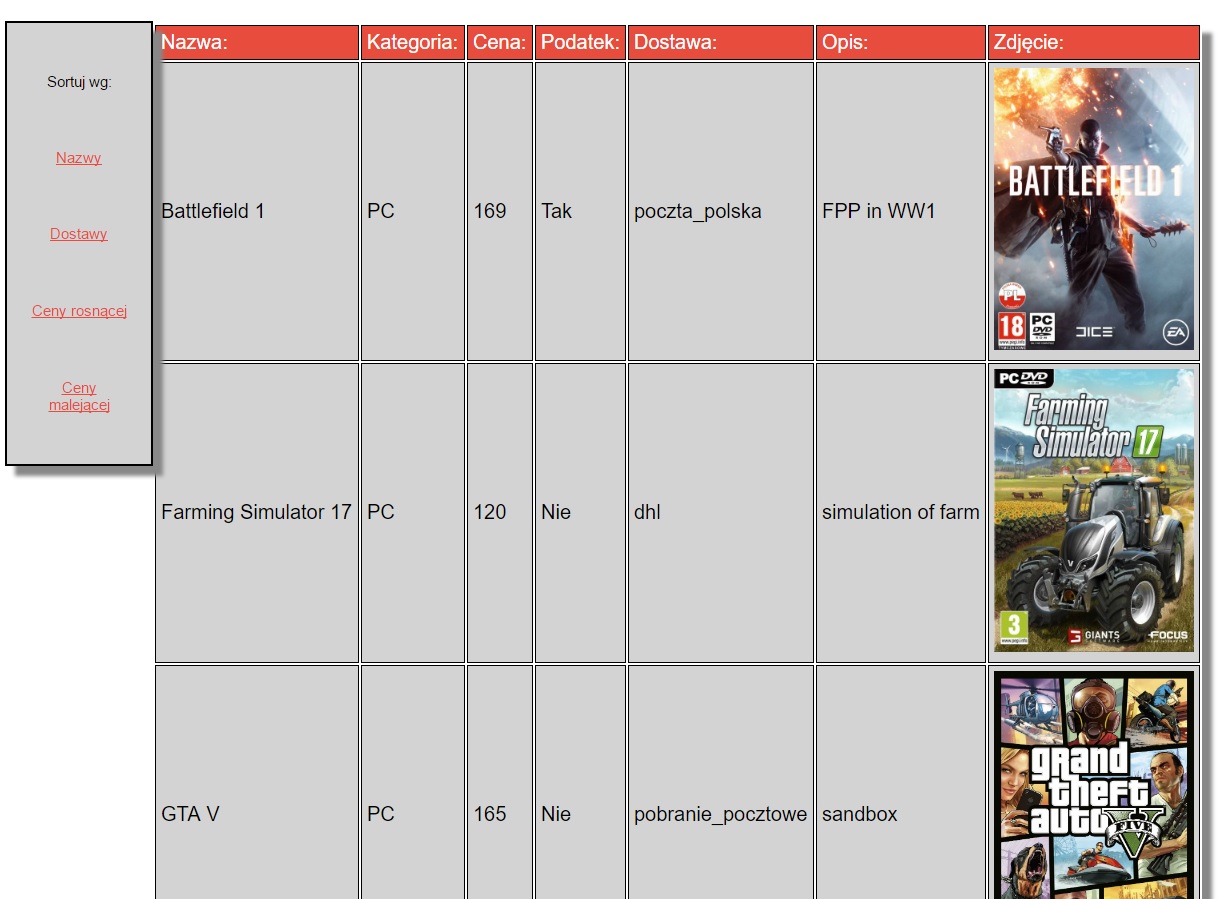 Sortuj wg:
Nazwy
Dostawy
Ceny rosnącej
Ceny
malejącej
Nazwa: Kategoria: Cena: Podatek: Dostawa: Opis: Zdjęcie:
Battlefield 1 PC 169 Tak poczta_polska FPP in WW1
BATTLEFIELD 1
PL
18 PC DVD DICE EA
Farming Simulator 17 PC 120 Nie dhl simulation of farm
PC DVD
Farming
Simulator 17
3
GIANTS FOCUS
GTA V PC 165 Nie pobranie_pocztowe sandbox
grand
theft
auto V
FIVE